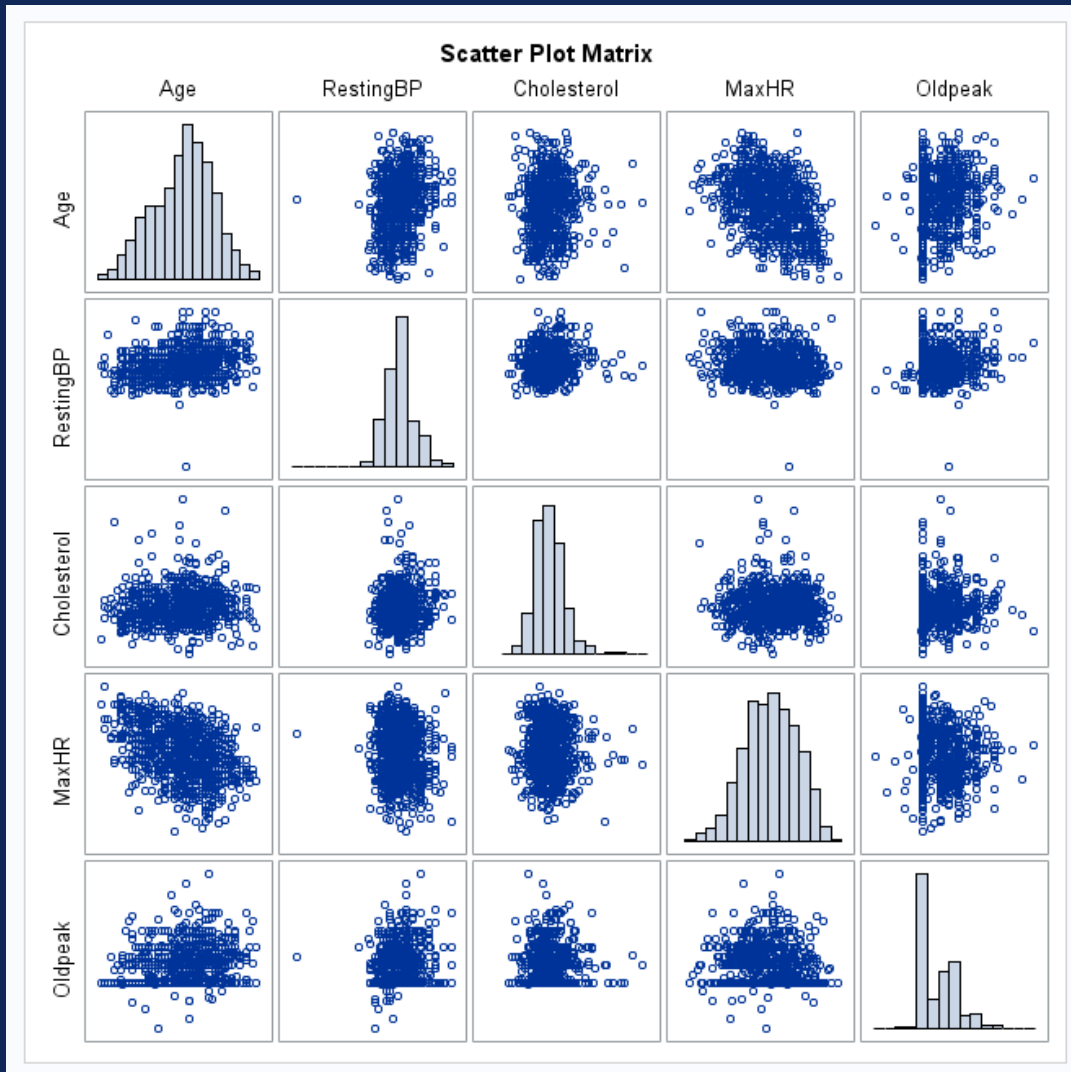 Scatter Plot Matrix
Age RestingBP Cholesterol MaxHR Oldpeak
Age
RestingBP
Cholesterol
MaxHR
Oldpeak